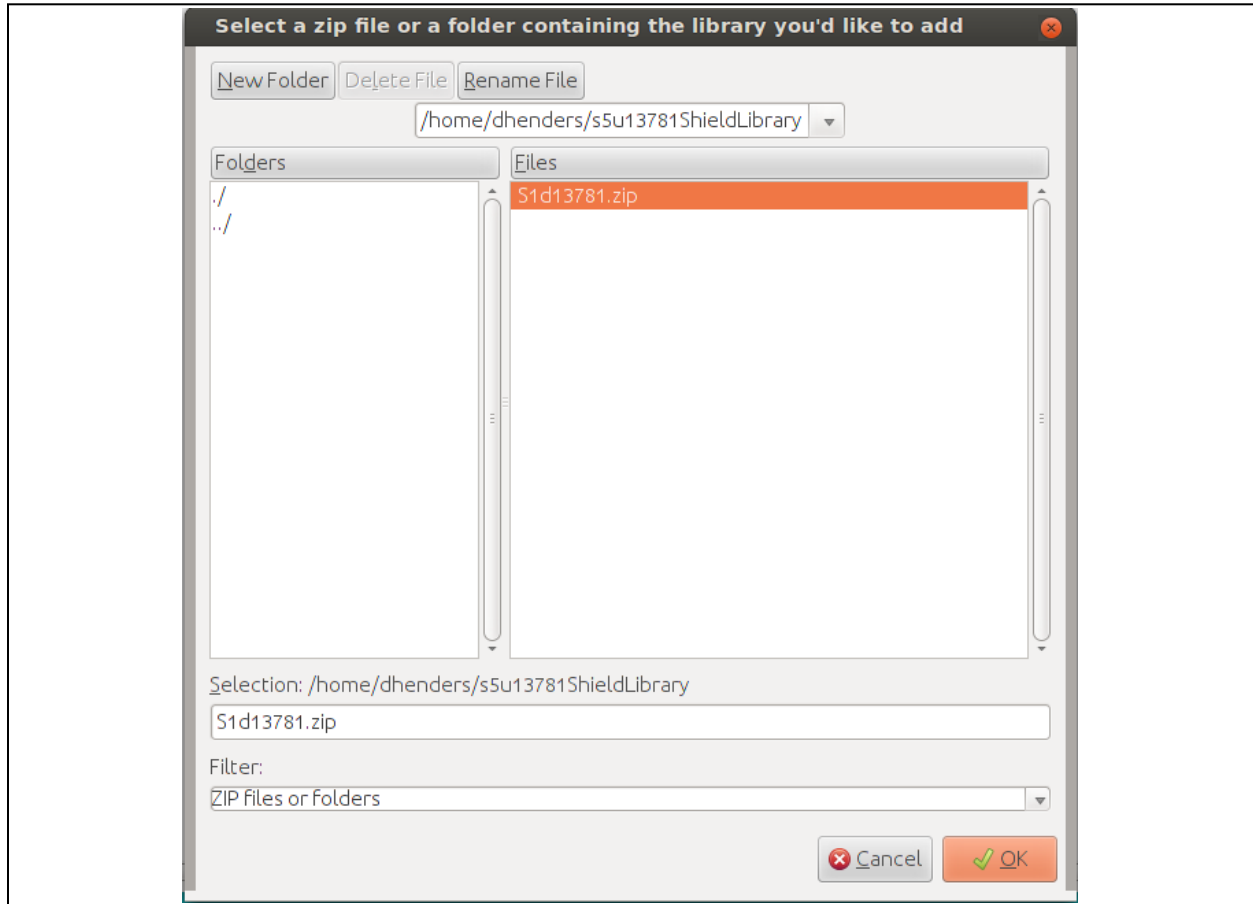 Select a zip file or a folder containing the library you'd like to add
New Folder Delete File Rename File
/home/dhenders/s5u13781ShieldLibrary
Folders Files
./ S1d13781.zip
../
Selection: /home/dhenders/s5u13781ShieldLibrary
S1d13781.zip
Filter:
ZIP files or folders
Cancel OK